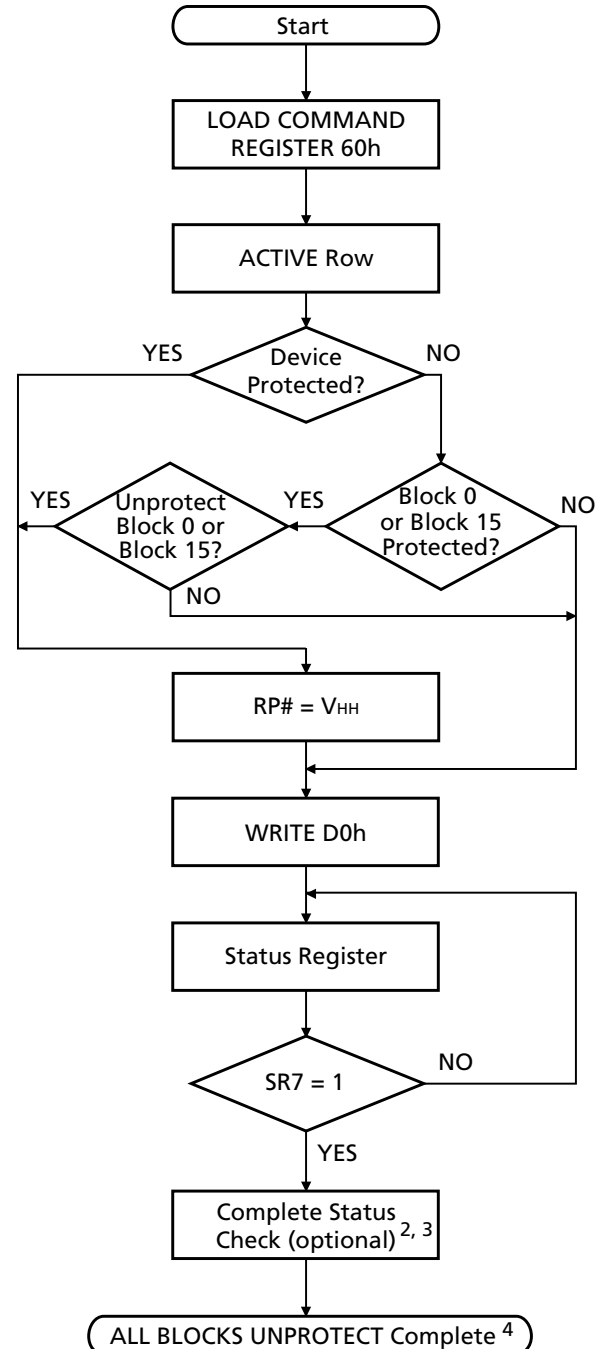 Start
LOAD COMMAND
REGISTER 60h
ACTIVE Row
YES
Device
Protected?
NO
YES
Unprotect
Block 0 or
Block 15?
YES
Block 0
or Block 15
Protected?
NO
NO
RP# = VHH
WRITE D0h
Status Register
SR7 = 1
NO
YES
Complete Status
Check (optional) 2, 3
ALL BLOCKS UNPROTECT Complete 4